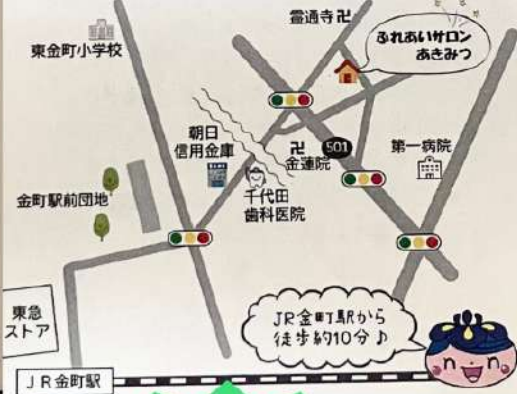 霊通寺卍
ふれあいサロン
あきみつ
東金町小学校
朝日
信用金庫
卍
金蓮院
501
第一病院
千代田
歯科医院
金町駅前団地
東急
ストア
JR金町駅から
徒歩約10分♪
JR金町駅